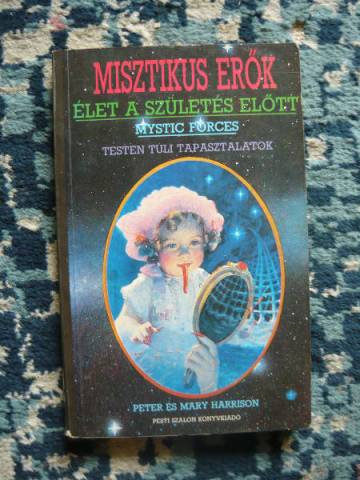 MISZTIKUS ERŐK
ÉLET A SZÜLETÉS ELŐTT
MYSTIC FORCES
TESTEN TÚLI TAPASZTALATOK
PETER ÉS MARY HARRISON
PESTI SZALON KÖNYVKIADÓ